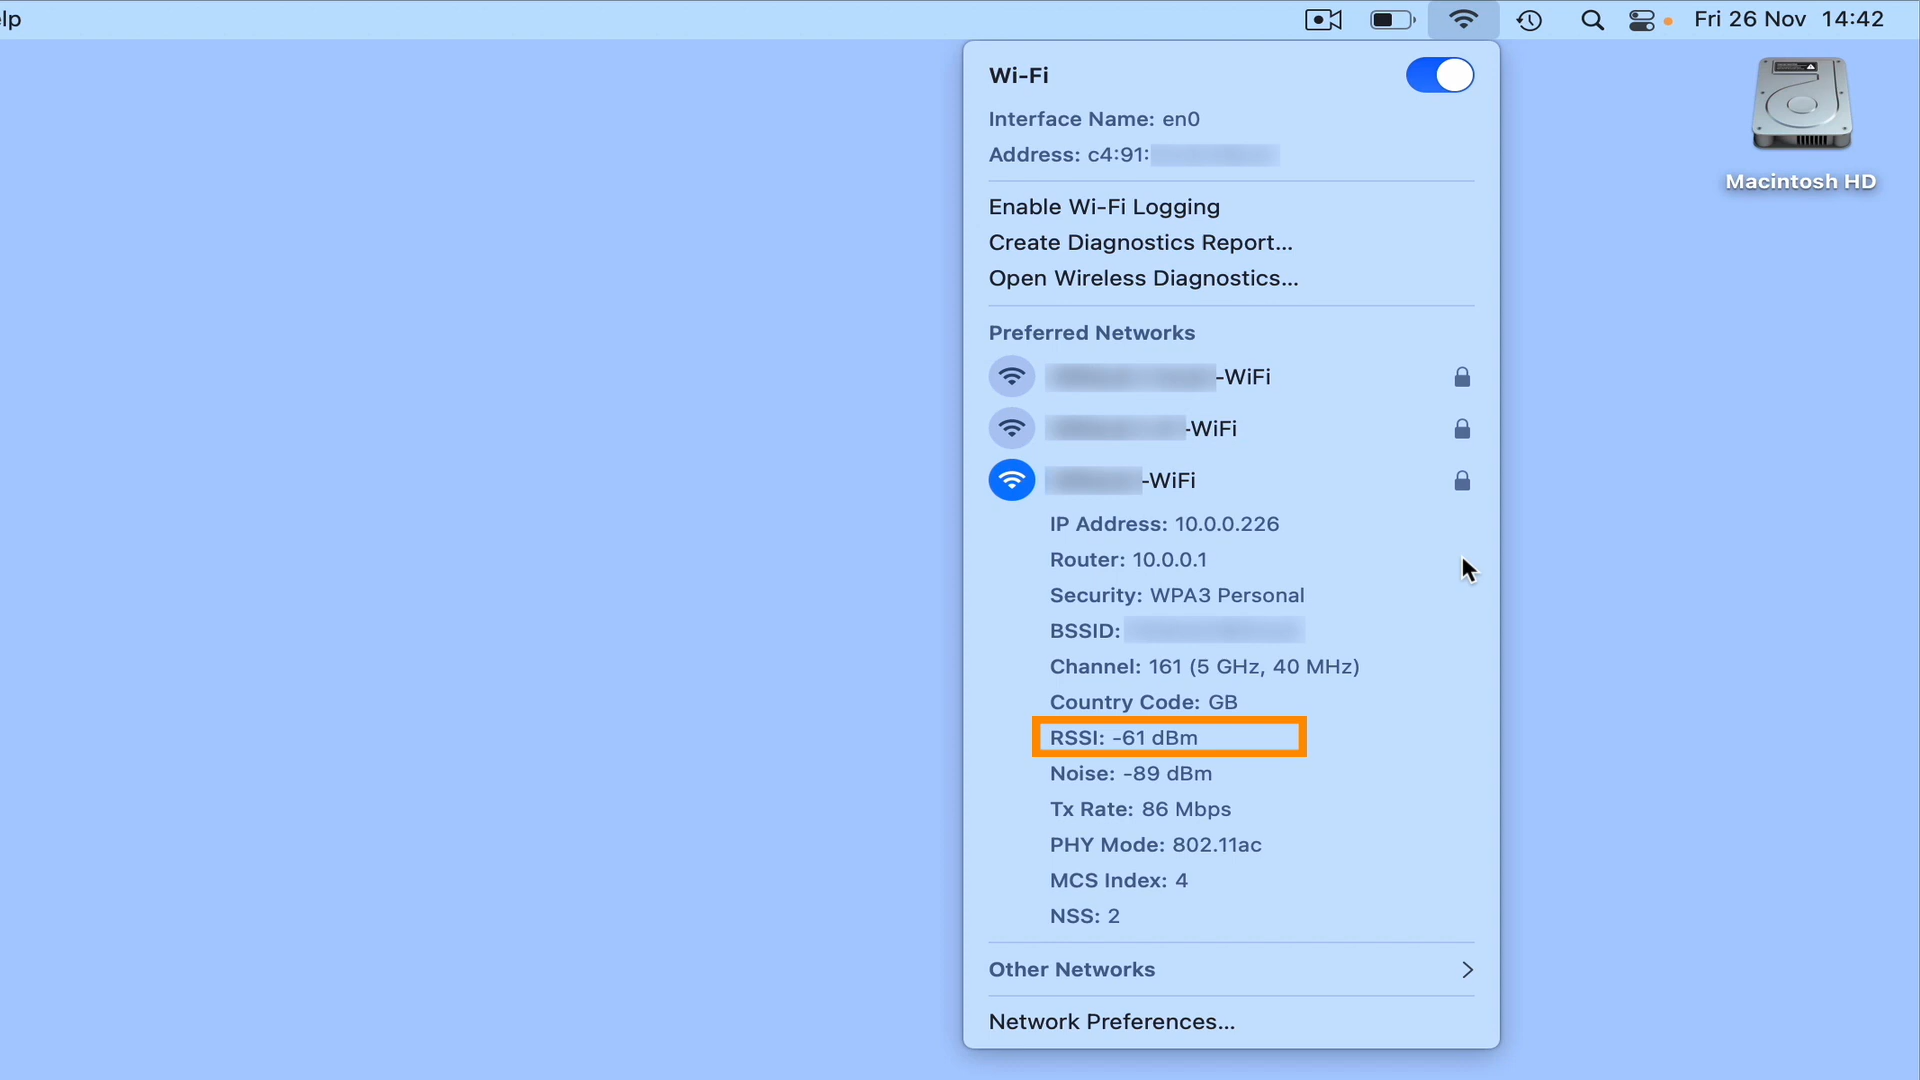 lp
Fri 26 Nov 14:42
Wi-Fi
Interface Name: en0
Address: c4:91:
Macintosh HD
Enable Wi-Fi Logging
Create Diagnostics Report...
Open Wireless Diagnostics...
Preferred Networks
-WiFi
-WiFi
-WiFi
IP Address: 10.0.0.226
Router: 10.0.0.1
Security: WPA3 Personal
BSSID:
Channel: 161 (5 GHz, 40 MHz)
Country Code: GB
RSSI: -61 dBm
Noise: -89 dBm
Tx Rate: 86 Mbps
PHY Mode: 802.11ac
MCS Index: 4
NSS: 2
Other Networks
Network Preferences...